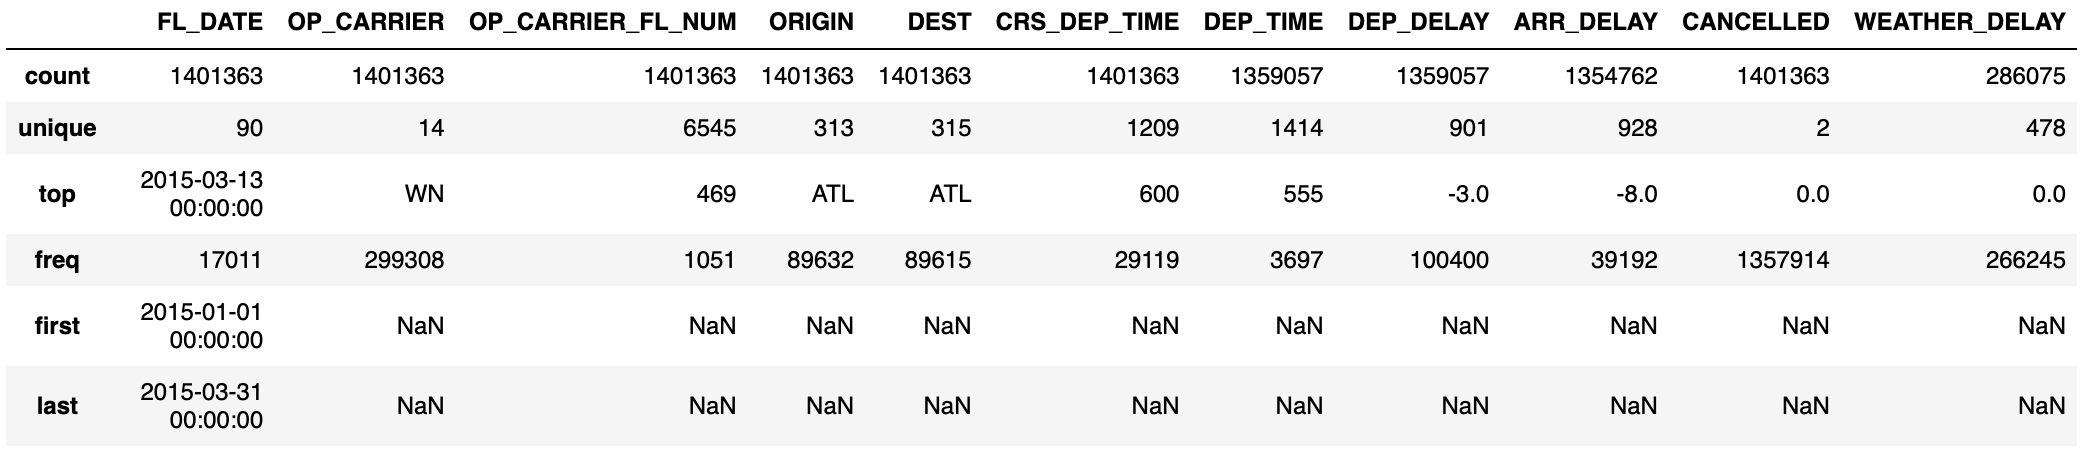 FL_DATE OP_CARRIER OP_CARRIER_FL_NUM ORIGIN DEST CRS_DEP_TIME DEP_TIME DEP_DELAY ARR_DELAY CANCELLED WEATHER_DELAY
count 1401363 1401363 1401363 1401363 1401363 1401363 1359057 1359057 1354762 1401363 286075
unique 90 14 6545 313 315 1209 1414 901 928 2 478
top 2015-03-13 00:00:00 WN 469 ATL ATL 600 555 -3.0 -8.0 0.0 0.0
freq 17011 299308 1051 89632 89615 29119 3697 100400 39192 1357914 266245
first 2015-01-01 00:00:00 NaN NaN NaN NaN NaN NaN NaN NaN NaN NaN
last 2015-03-31 00:00:00 NaN NaN NaN NaN NaN NaN NaN NaN NaN NaN